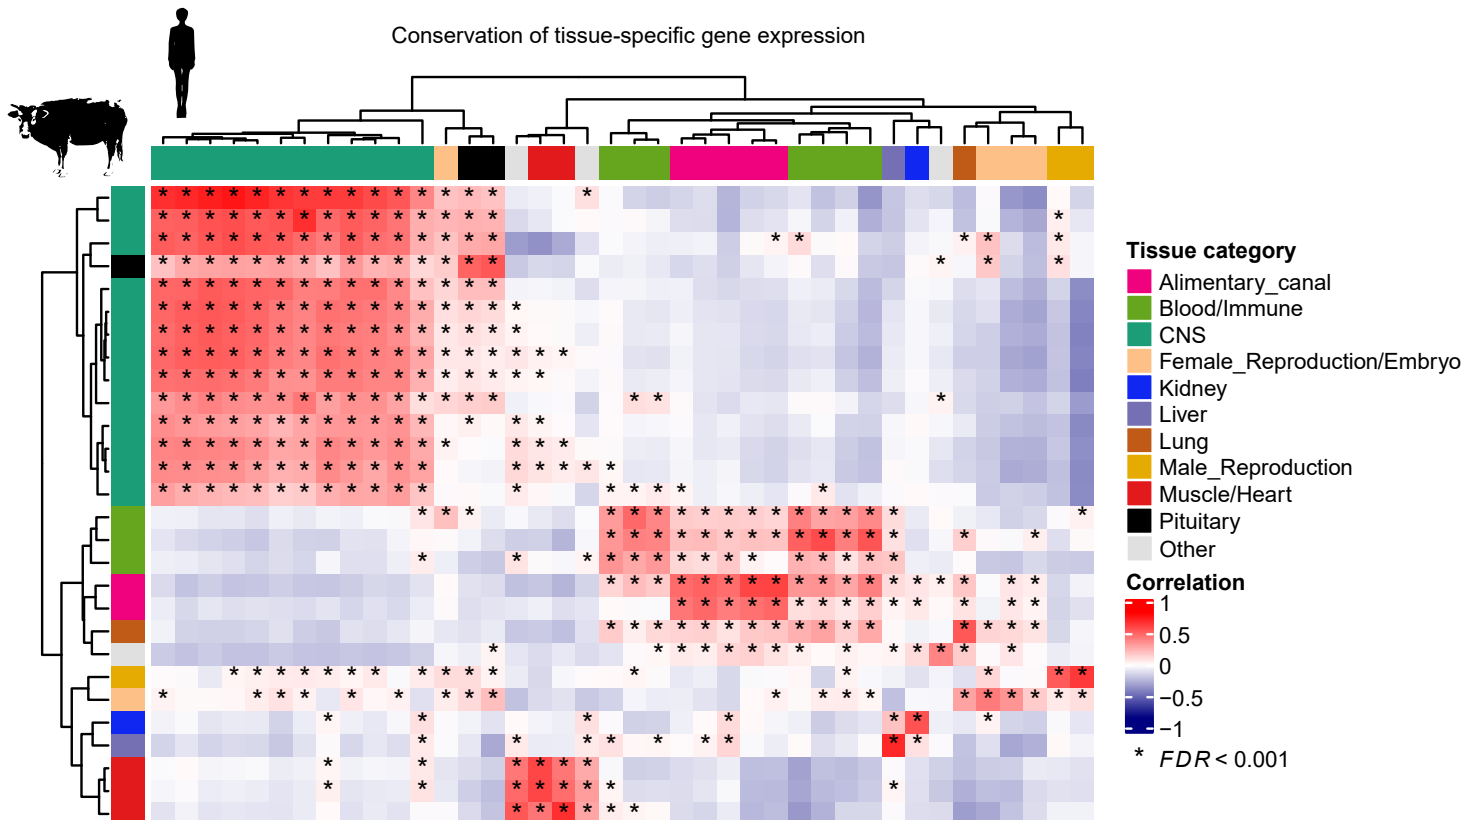 Conservation of tissue-specific gene expression
Tissue category
Alimentary_canal
Blood/Immune
CNS
Female_Reproduction/Embryo
Kidney
Liver
Lung
Male_Reproduction
Muscle/Heart
Pituitary
Other
Correlation
1
0.5
0
−0.5
−1
* FDR < 0.001